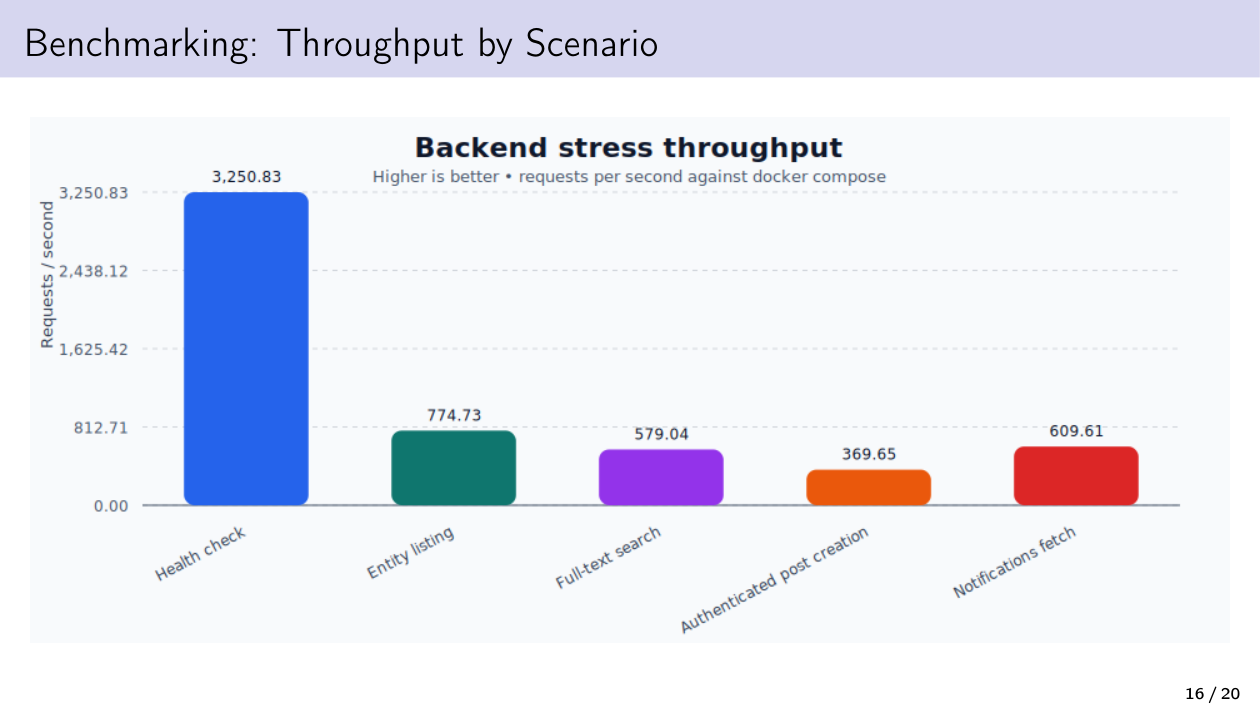 Benchmarking: Throughput by Scenario
Backend stress throughput
Higher is better • requests per second against docker compose
Requests / second
3,250.83
2,438.12
1,625.42
812.71
0.00
3,250.83
774.73
579.04
369.65
609.61
Health check
Entity listing
Full-text search
Authenticated post creation
Notifications fetch
16 / 20